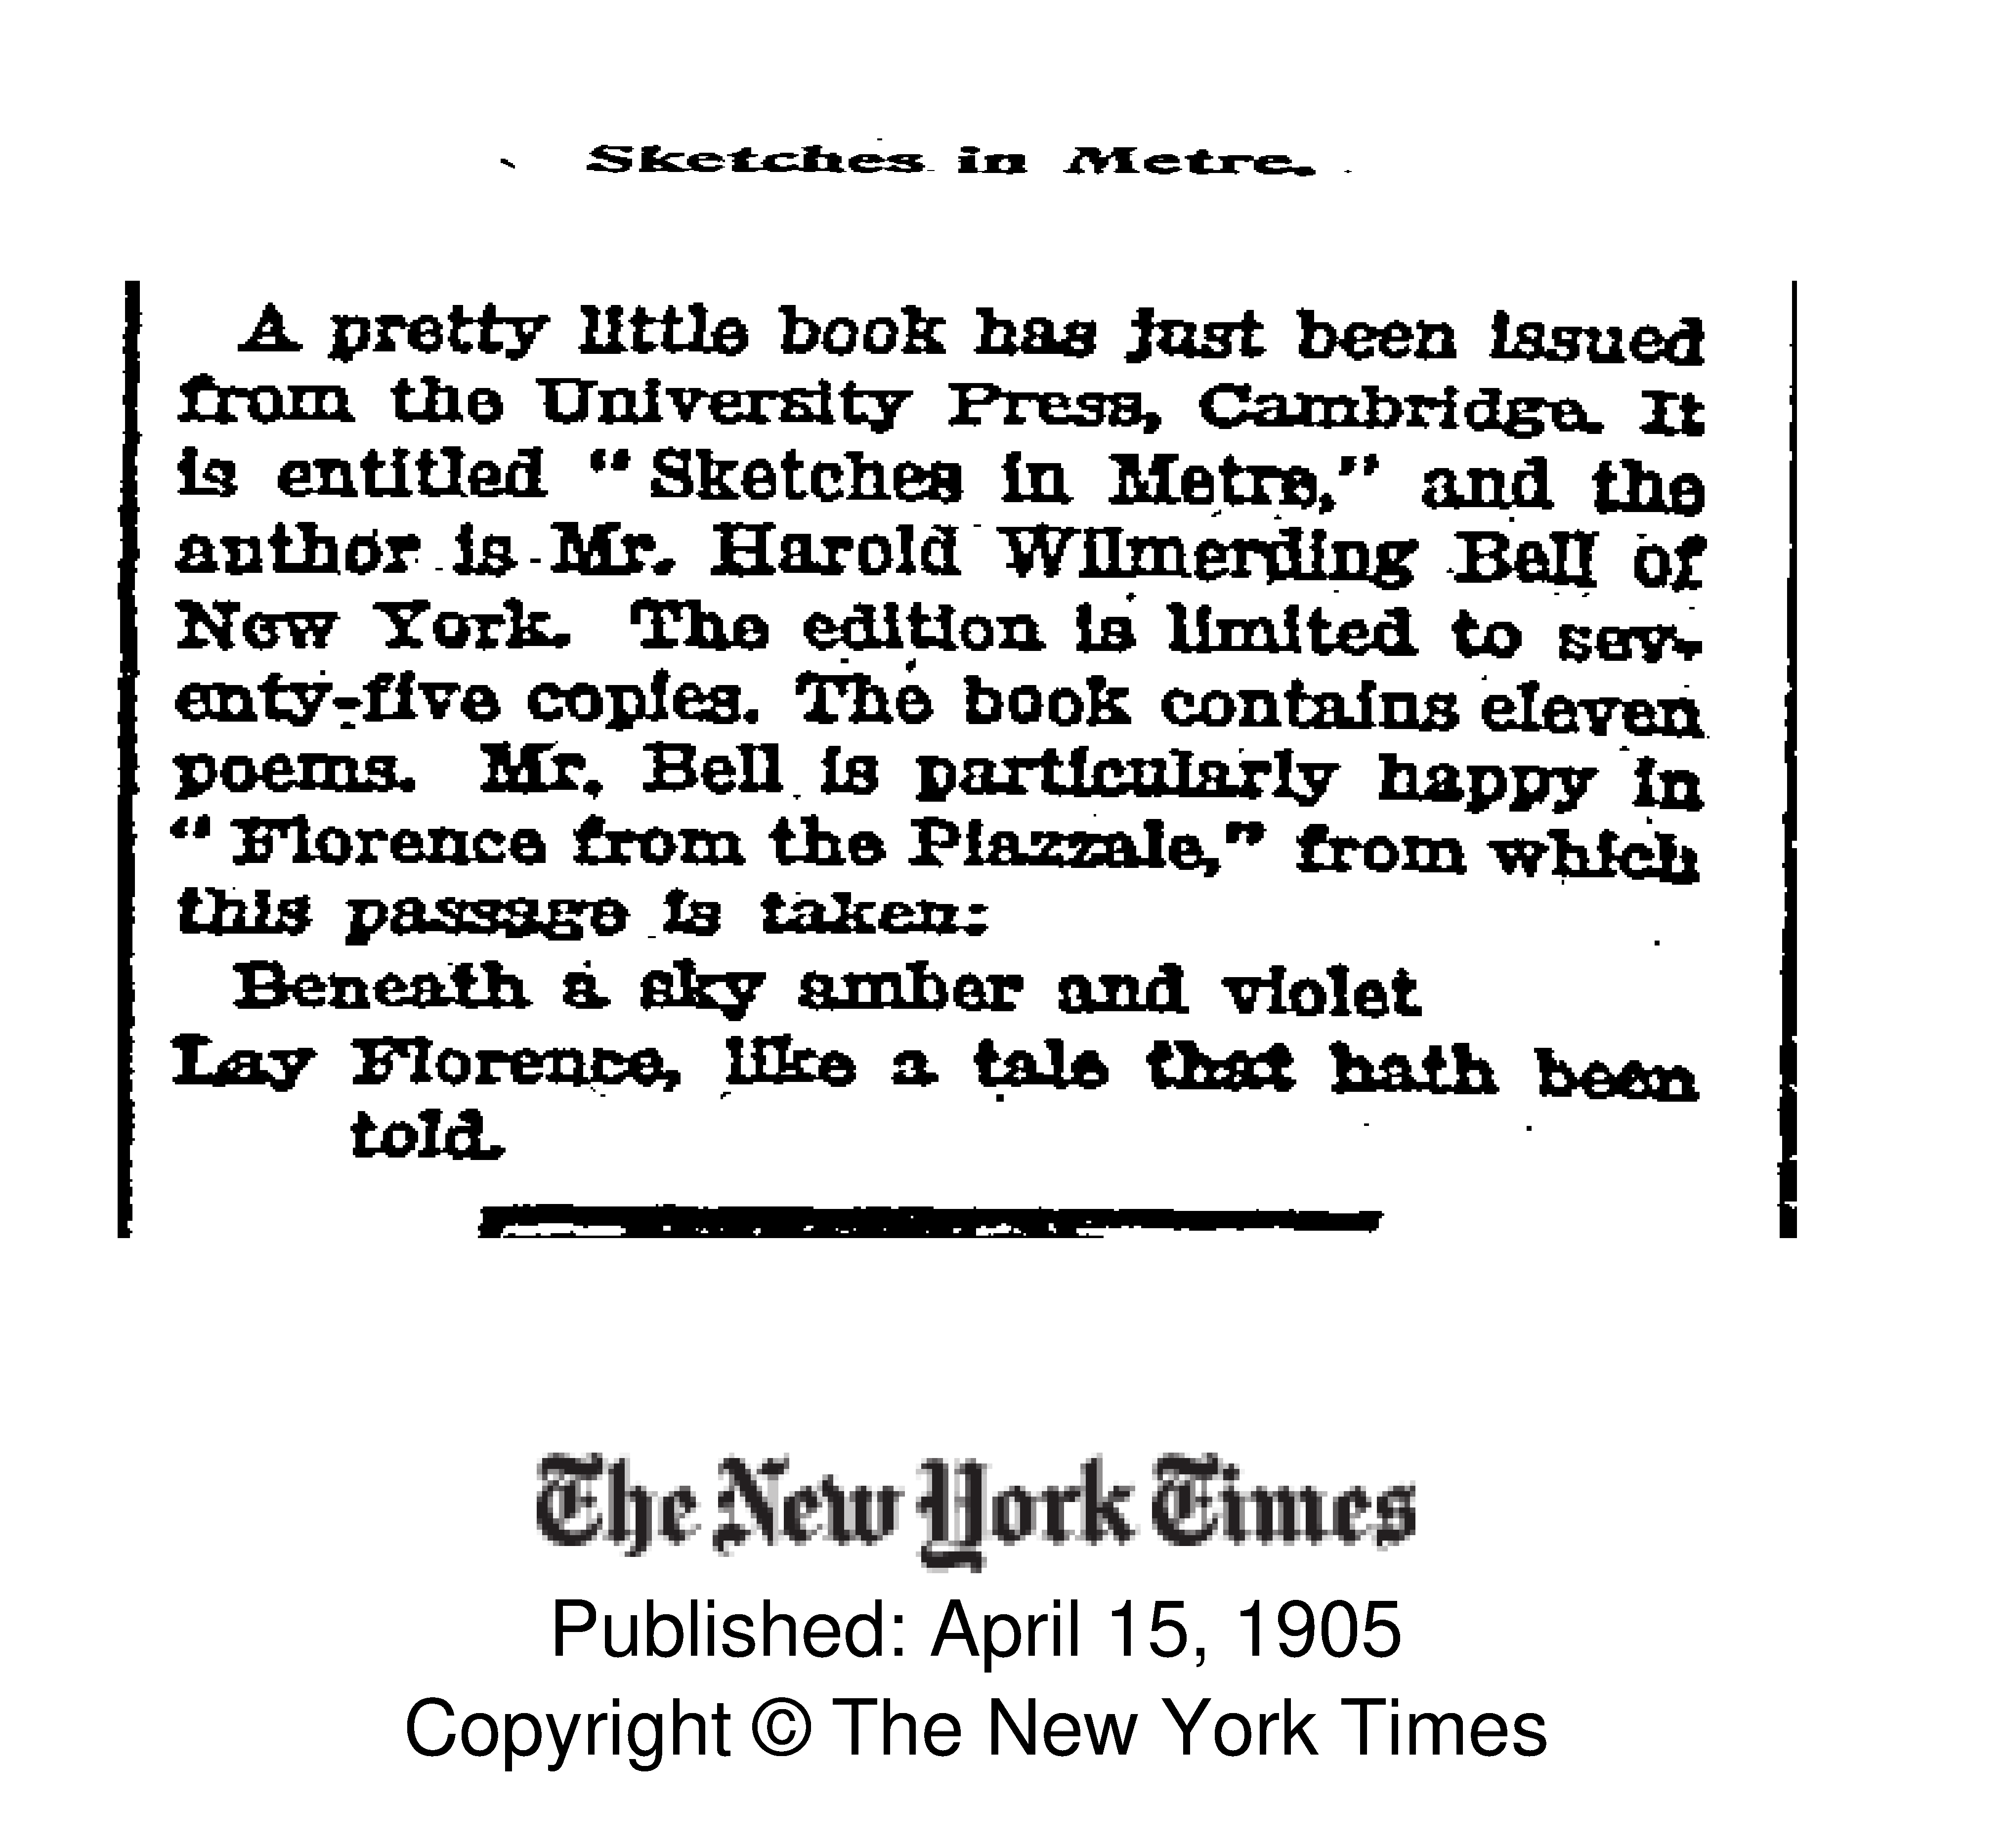 Sketches in Metre.
A pretty little book has just been issued
from the University Press, Cambridge. It
is entitled "Sketches in Metre," and the
author is Mr. Harold Wilmerding Bell of
New York. The edition is limited to sev-
enty-five copies. The book contains eleven
poems. Mr. Bell is particularly happy in
"Florence from the Piazzale," from which
this passage is taken:
Beneath a sky amber and violet
Lay Florence, like a tale that hath been
told.
The New York Times
Published: April 15, 1905
Copyright © The New York Times